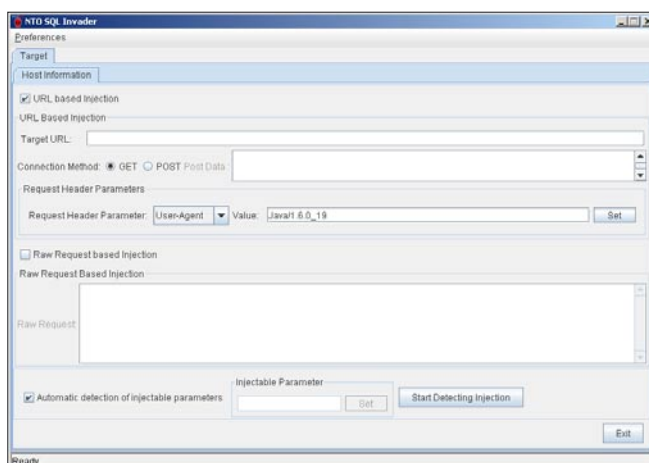 NTO SQL Invader
Preferences
Target
Host Information
URL based Injection
URL Based Injection
Target URL:
Connection Method: GET POST Post Data:
Request Header Parameters
Request Header Parameter: User-Agent Value: Java/1.6.0_19 Set
Raw Request based Injection
Raw Request Based Injection
Raw Request:
Injectable Parameter
Automatic detection of injectable parameters Set Start Detecting Injection
Exit
Ready